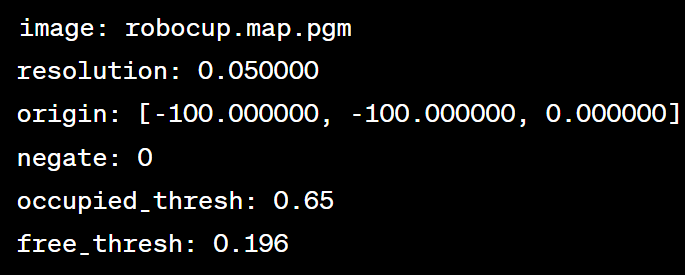 image: robocup.map.pgm
resolution: 0.050000
origin: [-100.000000, -100.000000, 0.000000]
negate: 0
occupied_thresh: 0.65
free_thresh: 0.196